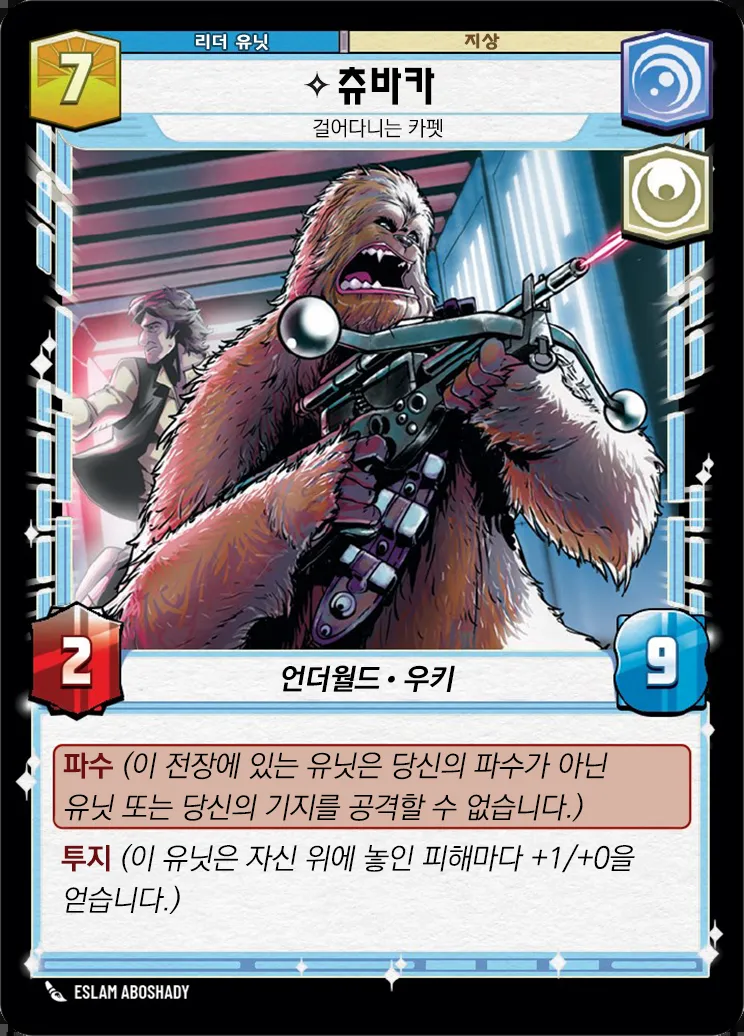 리더 유닛
지상
7
✧츄바카
걸어다니는 카펫
2
언더월드 • 우키
9
파수 (이 전장에 있는 유닛은 당신의 파수가 아닌
유닛 또는 당신의 기지를 공격할 수 없습니다.)
투지 (이 유닛은 자신 위에 놓인 피해마다 +1/+0을
얻습니다.)
ESLAM ABOSHADY